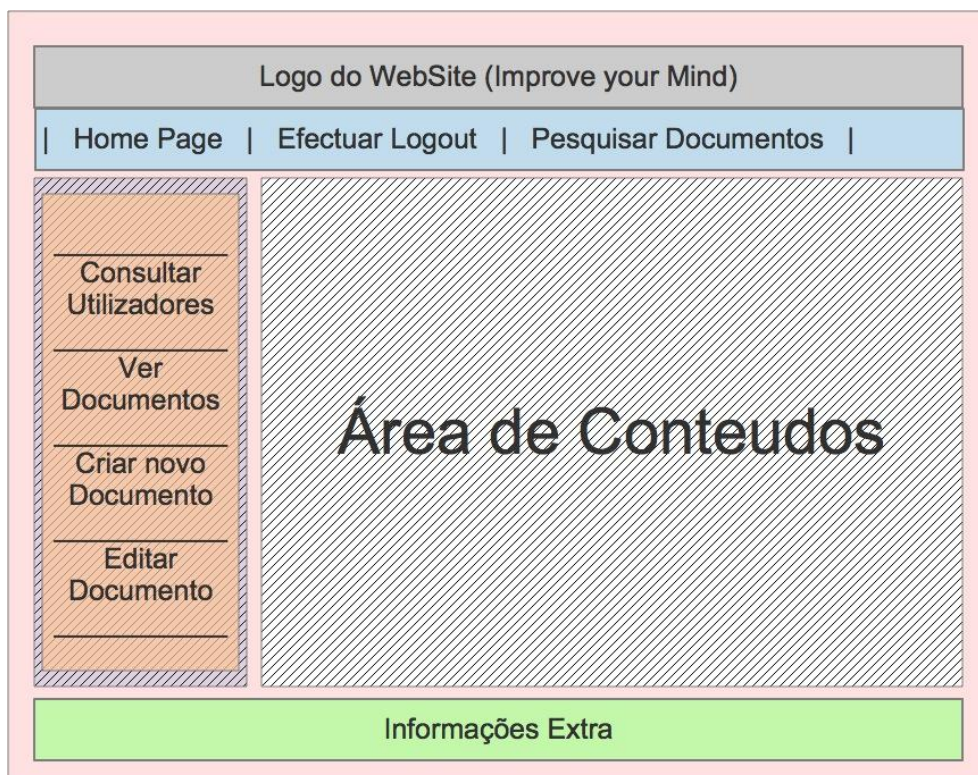 Logo do WebSite (Improve your Mind)
| Home Page | Efectuar Logout | Pesquisar Documentos |
Consultar
Utilizadores
Ver
Documentos
Criar novo
Documento
Editar
Documento
Área de Conteudos
Informações Extra